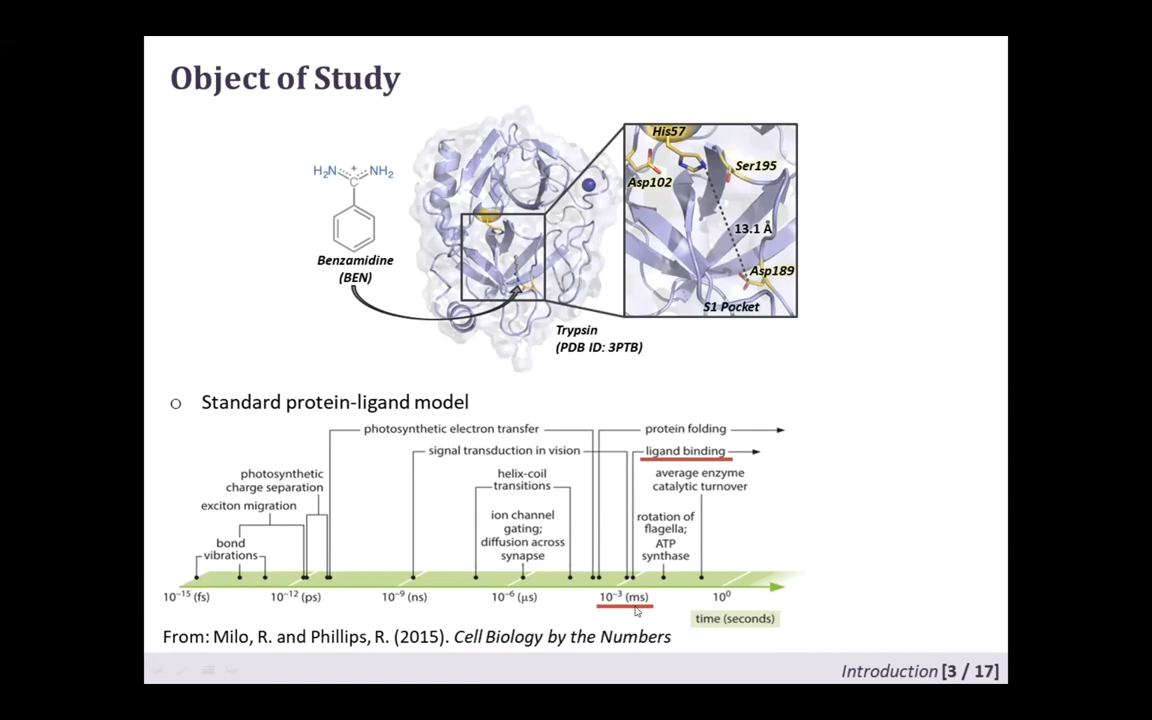 Object of Study
H₂N + NH₂
C
Benzamidine
(BEN)
His57
Ser195
Asp102
13.1 Å
Asp189
S1 Pocket
Trypsin
(PDB ID: 3PTB)
o Standard protein-ligand model
photosynthetic electron transfer
protein folding
signal transduction in vision
ligand binding
photosynthetic
charge separation
helix-coil
transitions
average enzyme
catalytic turnover
exciton migration
ion channel
gating;
diffusion across
synapse
rotation of
flagella;
ATP
synthase
bond
vibrations
10⁻¹⁵ (fs) 10⁻¹² (ps) 10⁻⁹ (ns) 10⁻⁶ (μs) 10⁻³ (ms) 10⁰
time (seconds)
From: Milo, R. and Phillips, R. (2015). Cell Biology by the Numbers
Introduction [3 / 17]